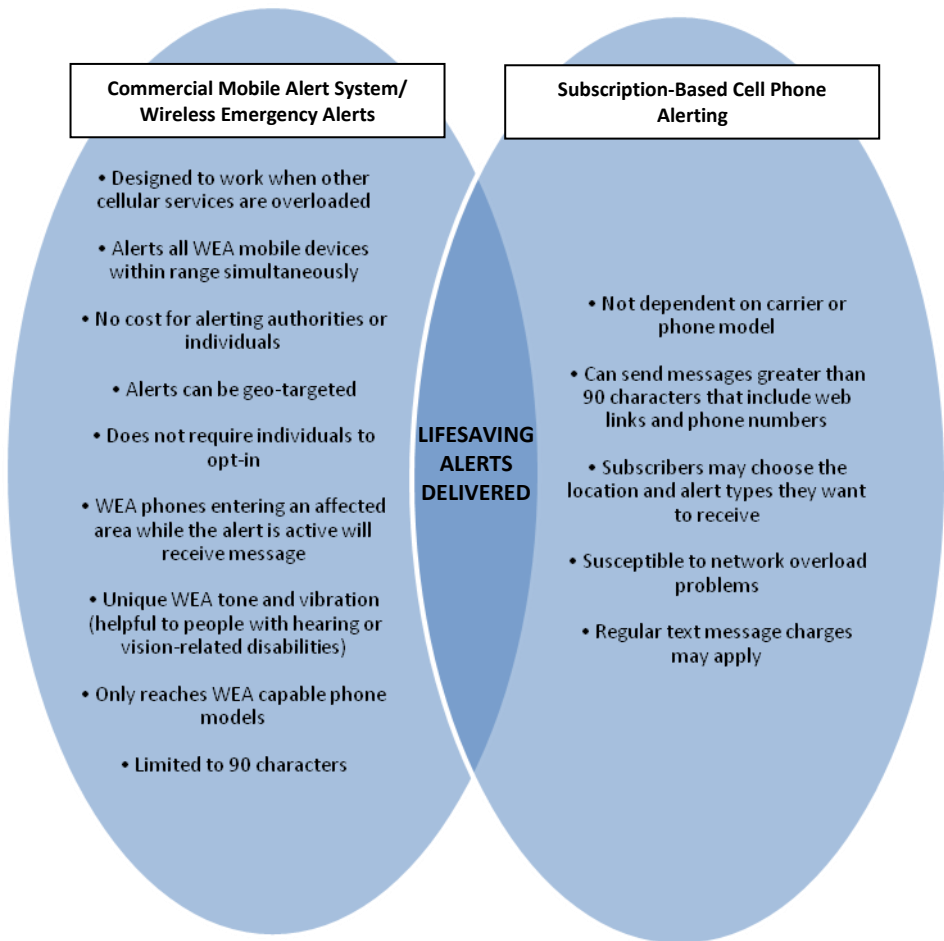 Commercial Mobile Alert System/
Wireless Emergency Alerts
• Designed to work when other
cellular services are overloaded
• Alerts all WEA mobile devices
within range simultaneously
• No cost for alerting authorities or
individuals
• Alerts can be geo-targeted
• Does not require individuals to
opt-in
• WEA phones entering an affected
area while the alert is active will
receive message
• Unique WEA tone and vibration
(helpful to people with hearing or
vision-related disabilities)
• Only reaches WEA capable phone
models
• Limited to 90 characters
LIFESAVING
ALERTS
DELIVERED
Subscription-Based Cell Phone
Alerting
• Not dependent on carrier or
phone model
• Can send messages greater than
90 characters that include web
links and phone numbers
• Subscribers may choose the
location and alert types they want
to receive
• Susceptible to network overload
problems
• Regular text message charges
may apply